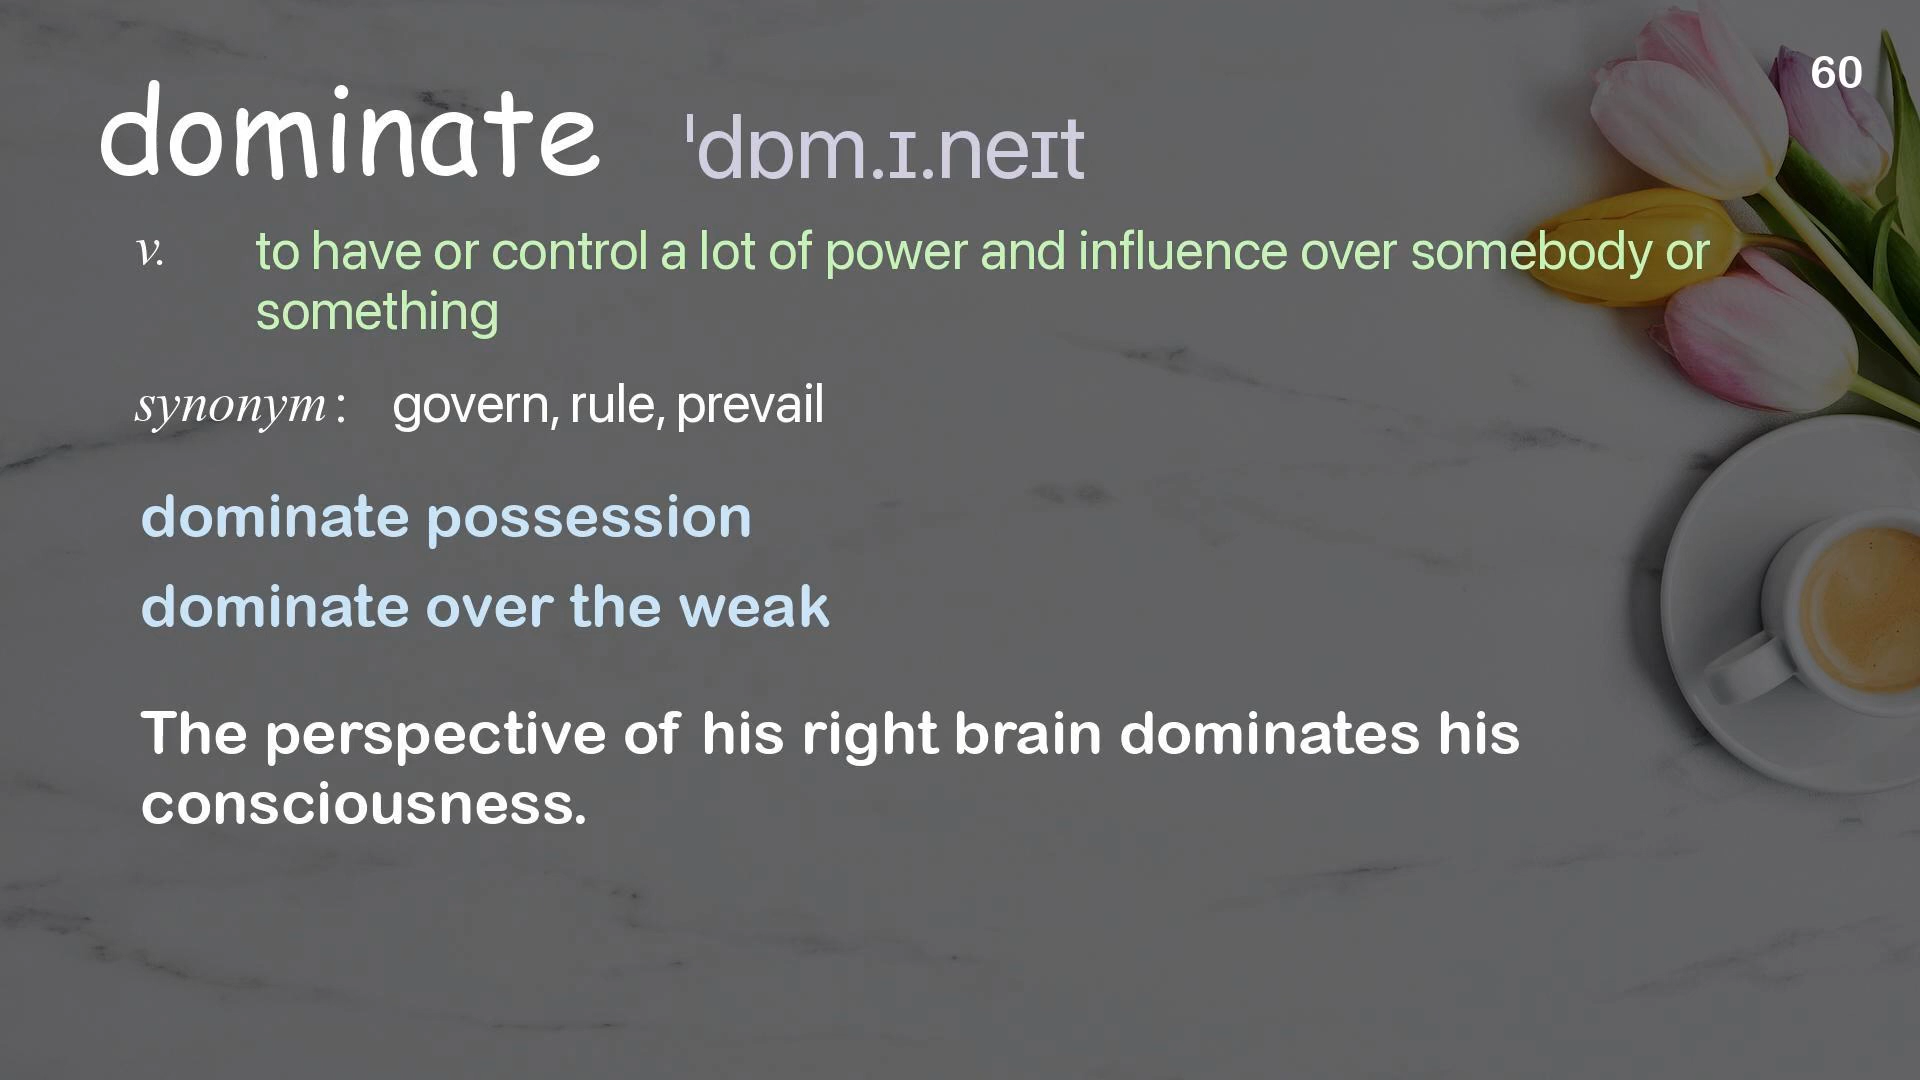 60
dominate ˈdɒm.ɪ.neɪt
v. to have or control a lot of power and influence over somebody or
something
synonym : govern, rule, prevail
dominate possession
dominate over the weak
The perspective of his right brain dominates his
consciousness.